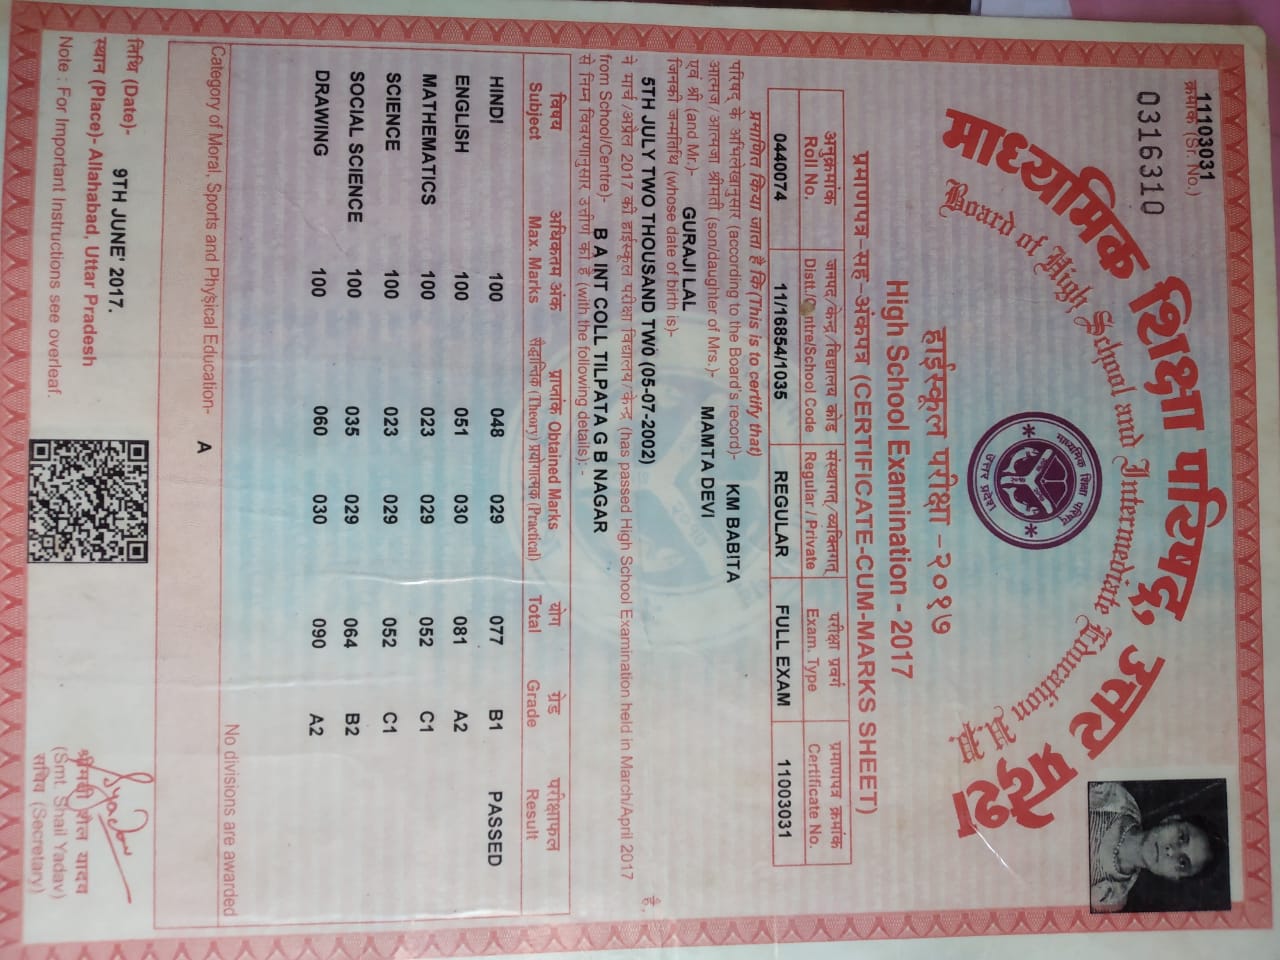 11103031
क्रमांक (Sr. No.)
0316310
माध्यमिक शिक्षा परिषद्, उत्तर प्रदेश
Board of High School and Intermediate Education U.P.
माध्यमिक शिक्षा परिषद्
उत्तर प्रदेश
हाईस्कूल परीक्षा -२०१७
High School Examination - 2017
प्रमाणपत्र-सह-अंकपत्र (CERTIFICATE-CUM-MARKS SHEET)
अनुक्रमांक जनपद/केन्द्र/विद्यालय कोड संस्थागत/व्यक्तिगत परीक्षा प्रवर्ग प्रमाणपत्र क्रमांक
Roll No. Distt./Centre/School Code Regular / Private Exam. Type Certificate No.
0440074 11/16854/1035 REGULAR FULL EXAM 11003031
प्रमाणित किया जाता है कि (This is to certify that) KM BABITA
परिषद के अभिलेखानुसार (according to the Board's record)-
आत्मज/आत्मजा श्रीमती (son/daughter of Mrs.)- MAMTA DEVI
एवं श्री (and Mr.)- GURAJI LAL
जिनकी जन्मतिथि (whose date of birth is)-
5TH JULY TWO THOUSAND TW0 (05-07-2002) है,
ने मार्च/अप्रैल 2017 की हाईस्कूल परीक्षा विद्यालय/केन्द्र (has passed High School Examination held in March/April 2017
from School/Centre)- B A INT COLL TILPATA G B NAGAR
से निम्न विवरणानुसार उत्तीर्ण की है (with the following details):-
विषय अधिकतम अंक प्राप्तांक Obtained Marks योग ग्रेड परीक्षाफल
Subject Max. Marks सैद्धान्तिक (Theory) प्रयोगात्मक (Practical) Total Grade Result
HINDI 100 048 029 077 B1 PASSED
ENGLISH 100 051 030 081 A2
MATHEMATICS 100 023 029 052 C1
SCIENCE 100 023 029 052 C1
SOCIAL SCIENCE 100 035 029 064 B2
DRAWING 100 060 030 090 A2
No divisions are awarded
Category of Moral, Sports and Physical Education- A
तिथि (Date)- 9TH JUNE' 2017.
स्थान (Place)- Allahabad, Uttar Pradesh
Note : For Important Instructions see overleaf.
श्रीमती शैल यादव
(Smt. Shail Yadav)
सचिव (Secretary)